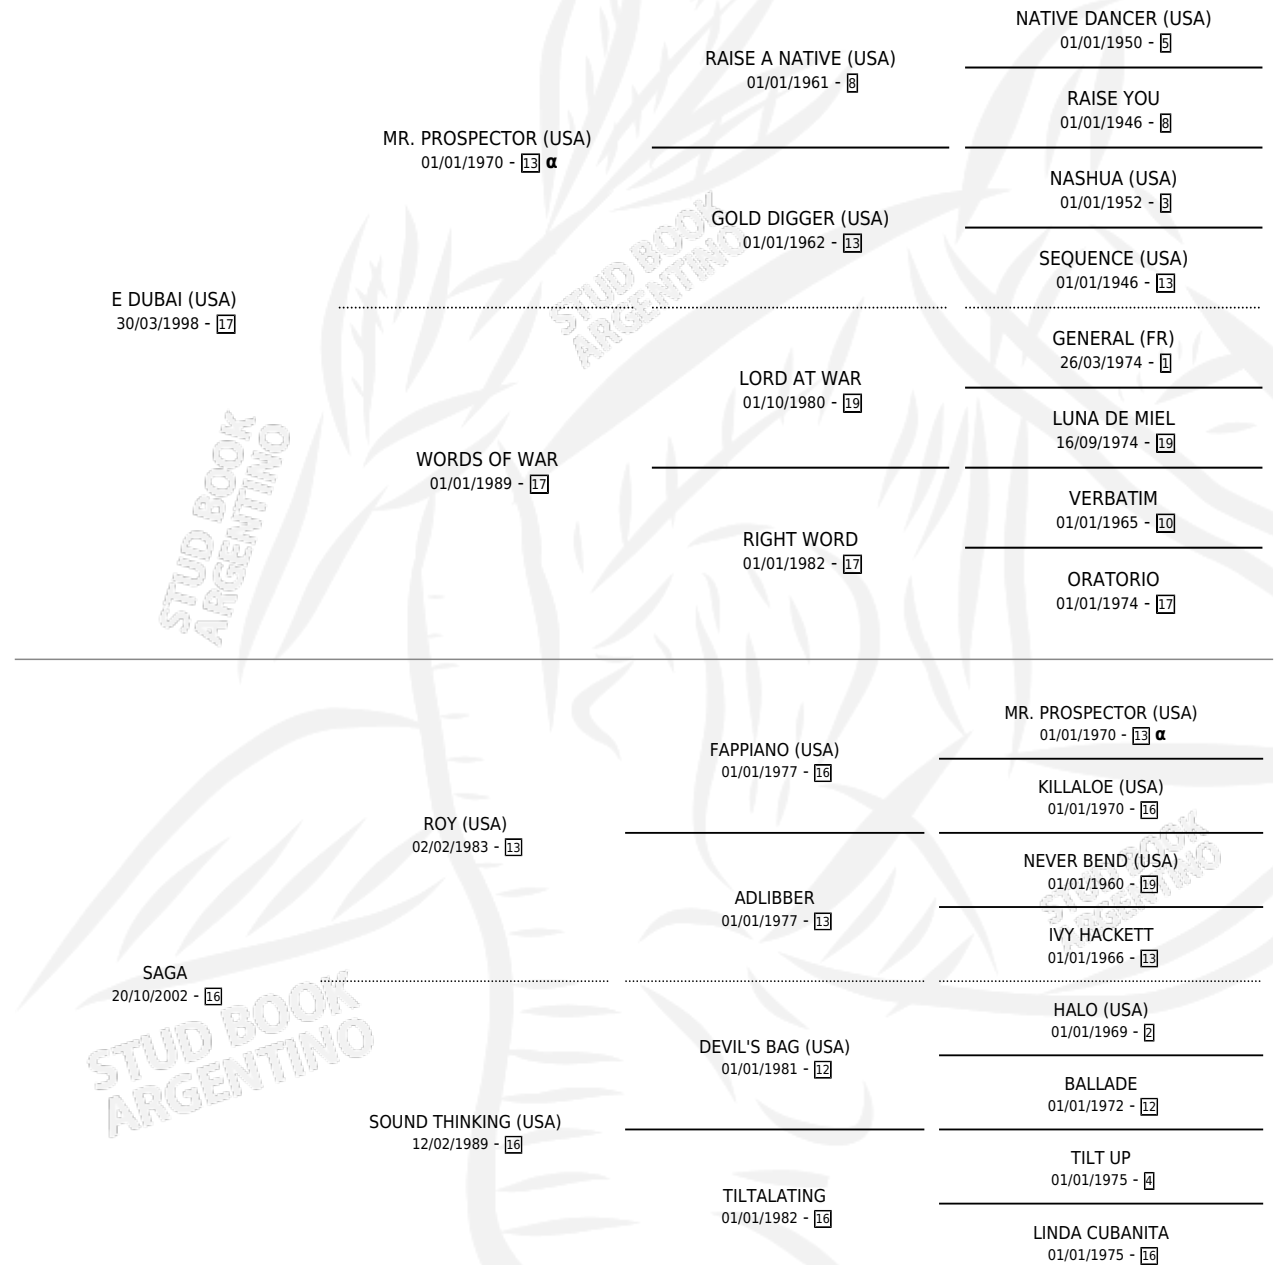 NATIVE DANCER (USA)
01/01/1950 - 5
RAISE A NATIVE (USA)
01/01/1961 - 8
RAISE YOU
01/01/1946 - 8
MR. PROSPECTOR (USA)
01/01/1970 - 13 α
NASHUA (USA)
01/01/1952 - 3
GOLD DIGGER (USA)
01/01/1962 - 13
SEQUENCE (USA)
01/01/1946 - 13
E DUBAI (USA)
30/03/1998 - 17
GENERAL (FR)
26/03/1974 - 1
LORD AT WAR
01/10/1980 - 19
LUNA DE MIEL
16/09/1974 - 19
WORDS OF WAR
01/01/1989 - 17
VERBATIM
01/01/1965 - 10
RIGHT WORD
01/01/1982 - 17
ORATORIO
01/01/1974 - 17
MR. PROSPECTOR (USA)
01/01/1970 - 13 α
FAPPIANO (USA)
01/01/1977 - 16
KILLALOE (USA)
01/01/1970 - 16
ROY (USA)
02/02/1983 - 13
NEVER BEND (USA)
01/01/1960 - 19
ADLIBBER
01/01/1977 - 13
IVY HACKETT
01/01/1966 - 13
SAGA
20/10/2002 - 16
HALO (USA)
01/01/1969 - 2
DEVIL'S BAG (USA)
01/01/1981 - 12
BALLADE
01/01/1972 - 12
SOUND THINKING (USA)
12/02/1989 - 16
TILT UP
01/01/1975 - 4
TILTALATING
01/01/1982 - 16
LINDA CUBANITA
01/01/1975 - 16
STUD BOOK
ARGENTINO
STUD BOOK
ARGENTINO
STUD BOOK
ARGENTINO
STUD BOOK
ARGENTINO